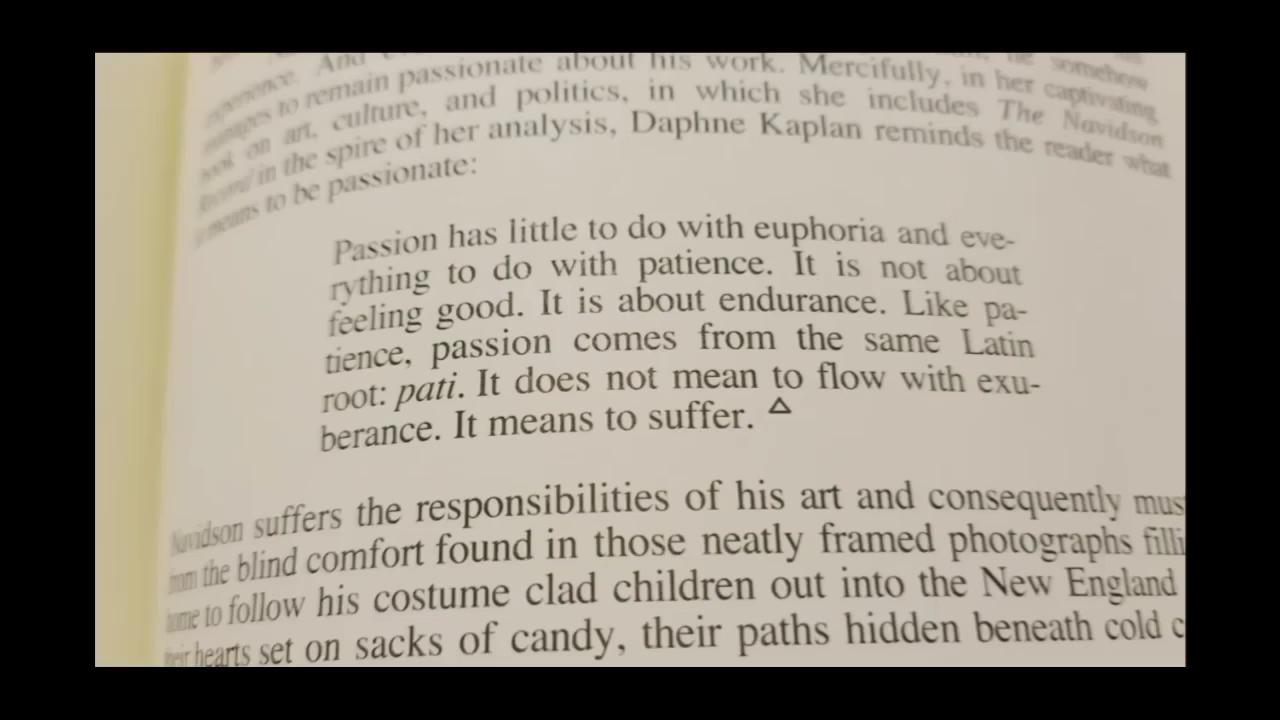 somehow
experience. And
manages to remain passionate about his work. Mercifully, in her captivating
book on art, culture, and politics, in which she includes The Navidson
Record in the spire of her analysis, Daphne Kaplan reminds the reader what
it means to be passionate:
Passion has little to do with euphoria and eve-
rything to do with patience. It is not about
feeling good. It is about endurance. Like pa-
tience, passion comes from the same Latin
root: pati. It does not mean to flow with exu-
berance. It means to suffer. Δ
Navidson suffers the responsibilities of his art and consequently must
from the blind comfort found in those neatly framed photographs filli
home to follow his costume clad children out into the New England
their hearts set on sacks of candy, their paths hidden beneath cold c